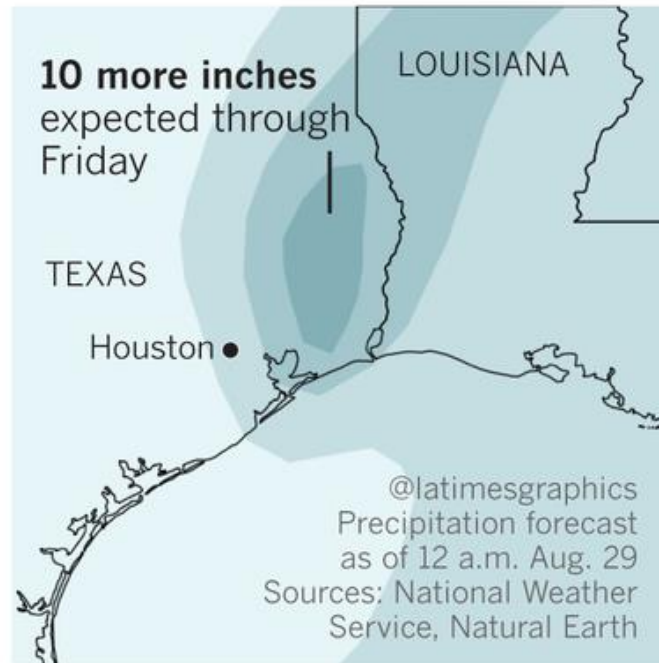 10 more inches
expected through
Friday
LOUISIANA
TEXAS
Houston
@latimesgraphics
Precipitation forecast
as of 12 a.m. Aug. 29
Sources: National Weather
Service, Natural Earth